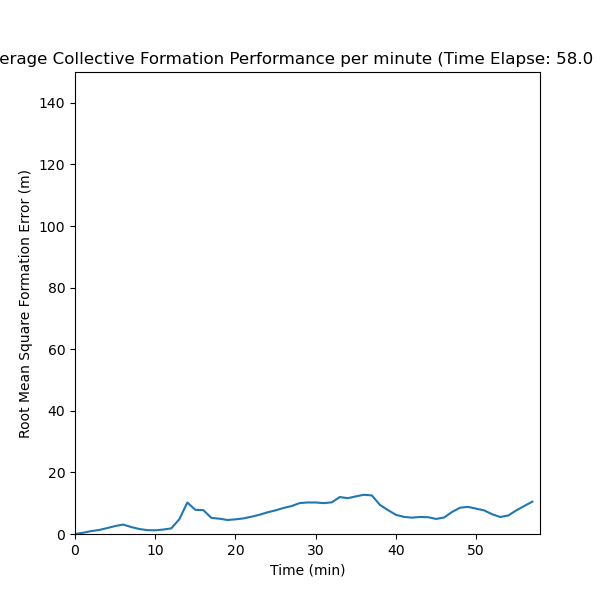 erage Collective Formation Performance per minute (Time Elapse: 58.0
140
120
100
80
60
40
20
0
0 10 20 30 40 50
Root Mean Square Formation Error (m)
Time (min)